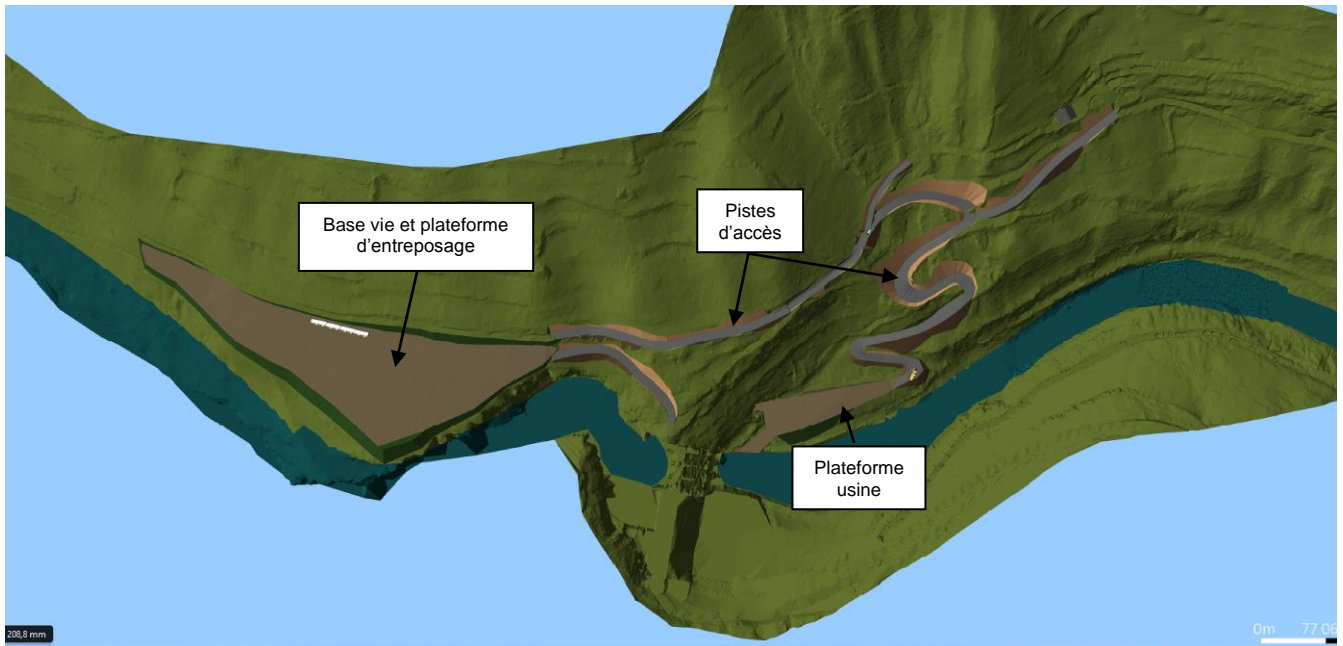 Base vie et plateforme
d'entreposage
Pistes
d'accès
Plateforme
usine
208,8 mm
0m 77.06